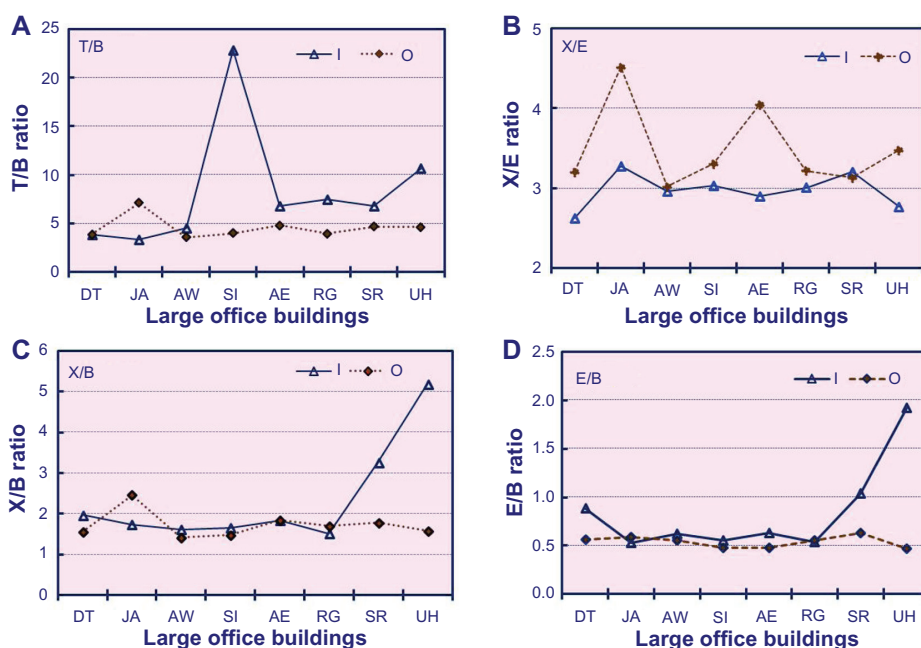 A
T/B
I
O
25
20
15
10
5
0
T/B ratio
DT JA AW SI AE RG SR UH
Large office buildings
B
X/E
I
O
5
4
3
2
X/E ratio
DT JA AW SI AE RG SR UH
Large office buildings
C
X/B
I
O
6
5
4
3
2
1
0
X/B ratio
DT JA AW SI AE RG SR UH
Large office buildings
D
E/B
I
O
2.5
2.0
1.5
1.0
0.5
0.0
E/B ratio
DT JA AW SI AE RG SR UH
Large office buildings